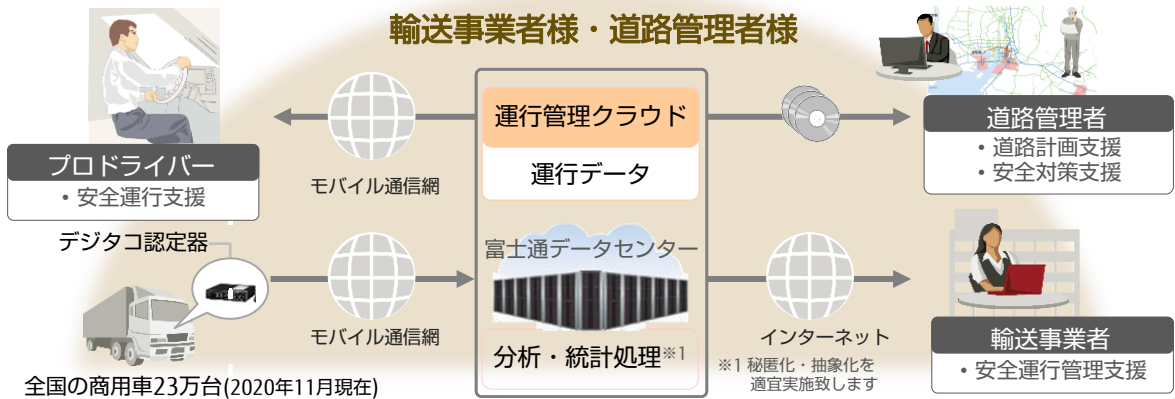 輸送事業者様・道路管理者様
プロドライバー
・安全運行支援
デジタコ認定器
全国の商用車23万台(2020年11月現在)
モバイル通信網
モバイル通信網
運行管理クラウド
運行データ
富士通データセンター
分析・統計処理※1
インターネット
※1 秘匿化・抽象化を
適宜実施致します
道路管理者
・道路計画支援
・安全対策支援
輸送事業者
・安全運行管理支援